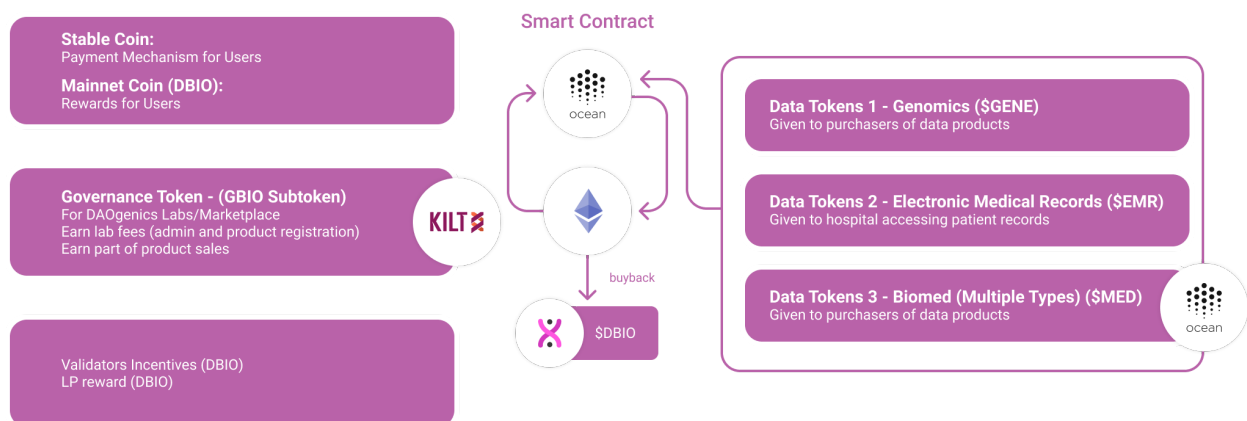 Stable Coin:
Payment Mechanism for Users
Mainnet Coin (DBIO):
Rewards for Users
Governance Token - (GBIO Subtoken)
For DAOgenics Labs/Marketplace
Earn lab fees (admin and product registration)
Earn part of product sales
KILT
Validators Incentives (DBIO)
LP reward (DBIO)
Smart Contract
ocean
buyback
$DBIO
Data Tokens 1 - Genomics ($GENE)
Given to purchasers of data products
Data Tokens 2 - Electronic Medical Records ($EMR)
Given to hospital accessing patient records
Data Tokens 3 - Biomed (Multiple Types) ($MED)
Given to purchasers of data products
ocean